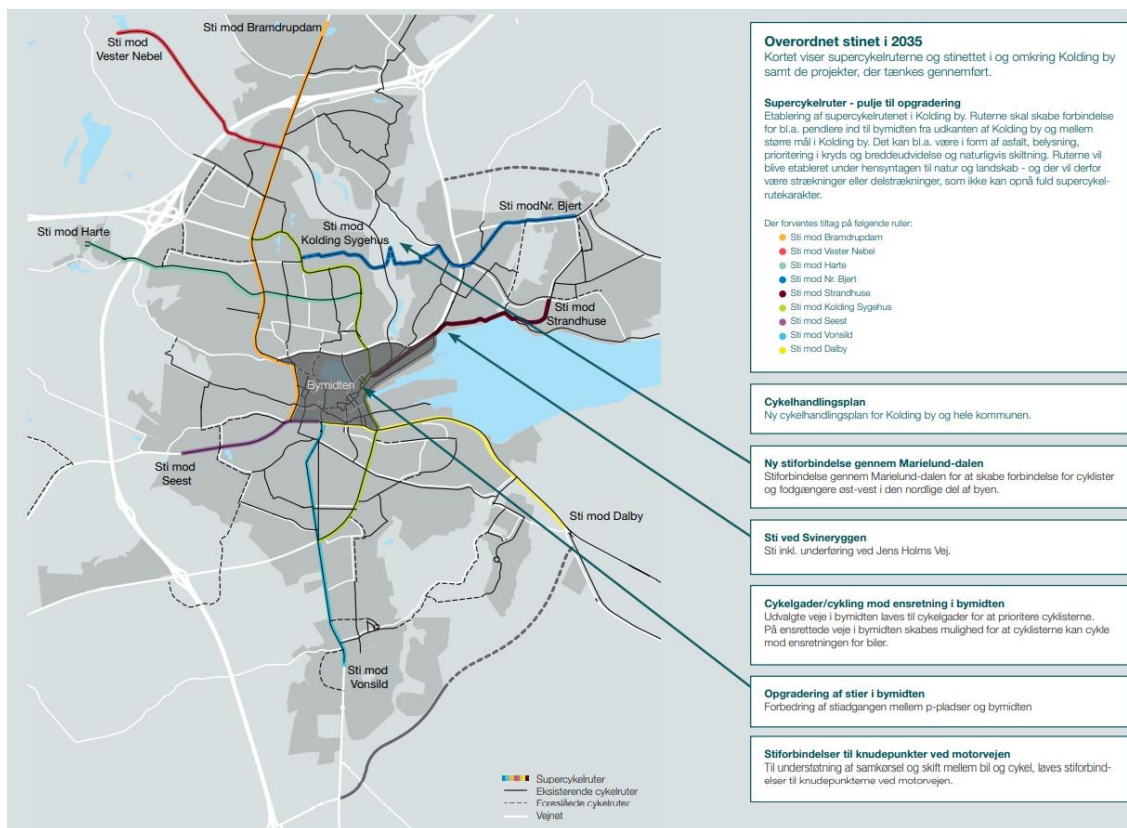 Sti mod Bramdrupdam
Sti mod
Vester Nebel
Sti modNr. Bjert
Sti mod
Kolding Sygehus
Sti mod Harte
Sti mod
Strandhuse
Bymidten
Sti mod
Seest
Sti mod Dalby
Sti mod
Vonsild
Supercykelruter
Eksisterende cykelruter
Foreslåede cykelruter
Vejnet
Overordnet stinet i 2035
Kortet viser supercykelruterne og stinettet i og omkring Kolding by
samt de projekter, der tænkes gennemført.
Supercykelruter - pulje til opgradering
Etablering af supercykelrutenet i Kolding by. Ruterne skal skabe forbindelse
for bl.a. pendlere ind til bymidten fra udkanten af Kolding by og mellem
større mål i Kolding by. Det kan bl.a. være i form af asfalt, belysning,
prioritering i kryds og breddeudvidelse og naturligvis skiltning. Ruterne vil
blive etableret under hensyntagen til natur og landskab - og der vil derfor
være strækninger eller delstrækninger, som ikke kan opnå fuld supercykel-
rutekarakter.
Der forventes tiltag på følgende ruter:
Sti mod Bramdrupdam
Sti mod Vester Nebel
Sti mod Harte
Sti mod Nr. Bjert
Sti mod Strandhuse
Sti mod Kolding Sygehus
Sti mod Seest
Sti mod Vonsild
Sti mod Dalby
Cykelhandlingsplan
Ny cykelhandlingsplan for Kolding by og hele kommunen.
Ny stiforbindelse gennem Marielund-dalen
Stiforbindelse gennem Marielund-dalen for at skabe forbindelse for cyklister
og fodgængere øst-vest i den nordlige del af byen.
Sti ved Svineryggen
Sti inkl. underføring ved Jens Holms Vej.
Cykelgader/cykling mod ensretning i bymidten
Udvalgte veje i bymidten laves til cykelgader for at prioritere cyklisterne.
På ensrettede veje i bymidten skabes mulighed for at cyklisterne kan cykle
mod ensretningen for biler.
Opgradering af stier i bymidten
Forbedring af stiadgangen mellem p-pladser og bymidten
Stiforbindelser til knudepunkter ved motorvejen
Til understøtning af samkørsel og skift mellem bil og cykel, laves stiforbind-
elser til knudepunkterne ved motorvejen.